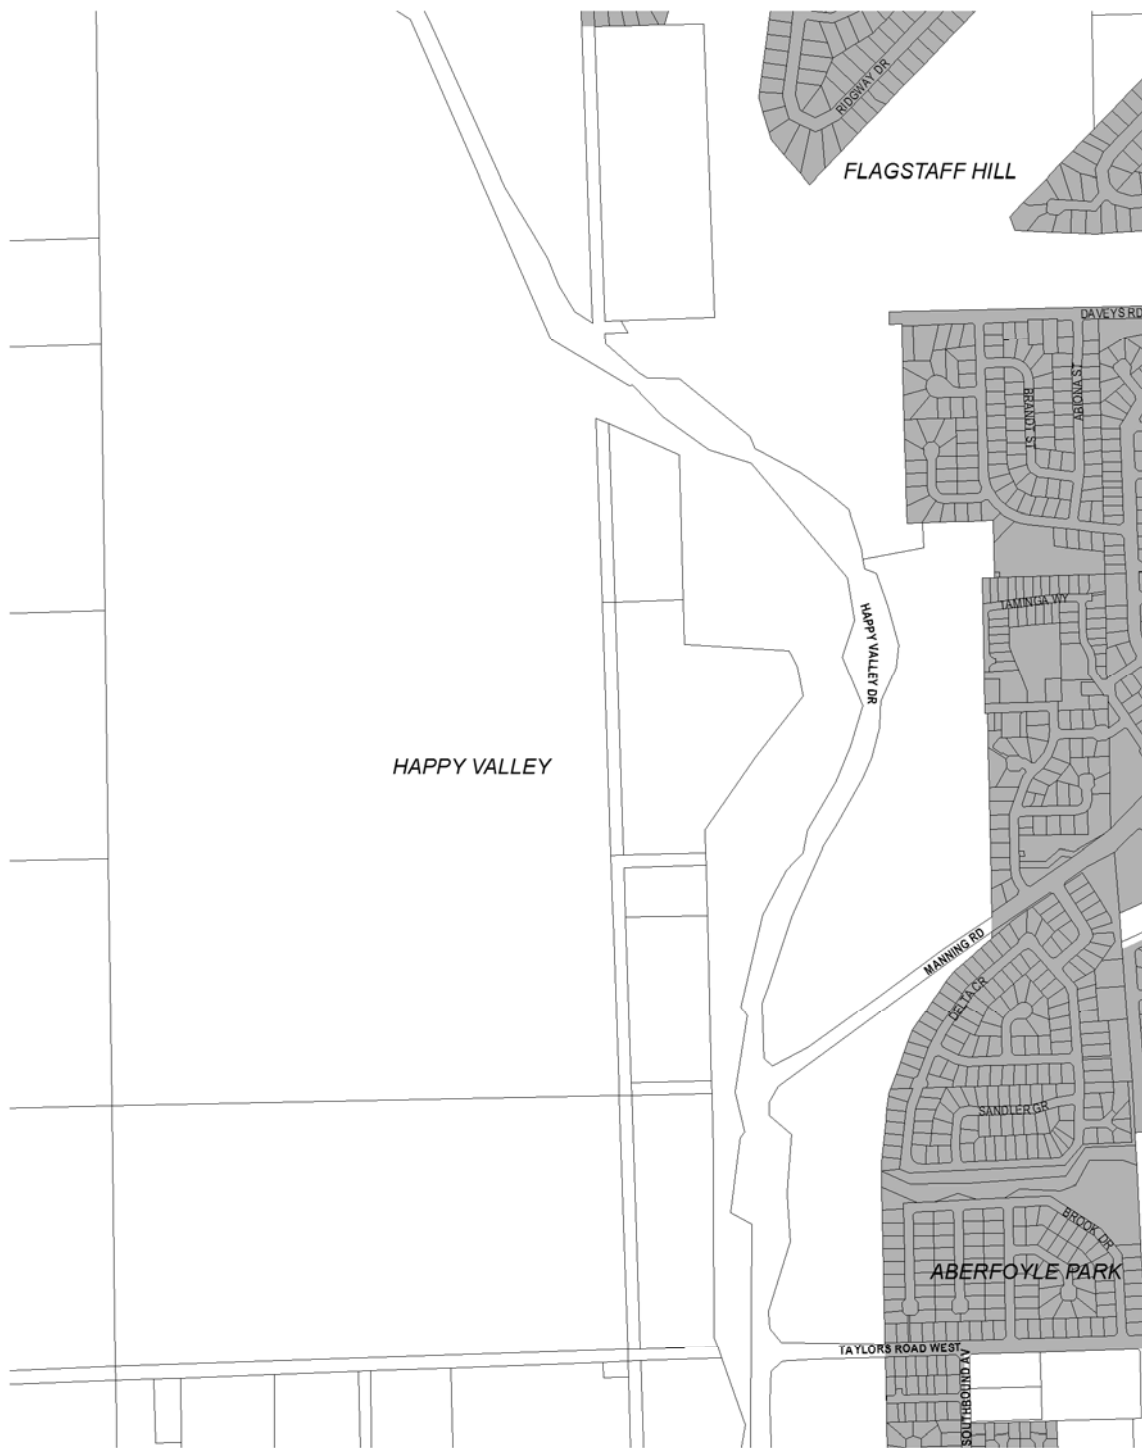 RIDGWAY DR
FLAGSTAFF HILL
DAVEYS RD
BRANDT ST
ABIONA ST
TAMINGA WY
HAPPY VALLEY DR
HAPPY VALLEY
MANNING RD
DELTA CR
SANDLER GR
BROOK DR
ABERFOYLE PARK
TAYLORS ROAD WEST
SOUTHBOUND AV